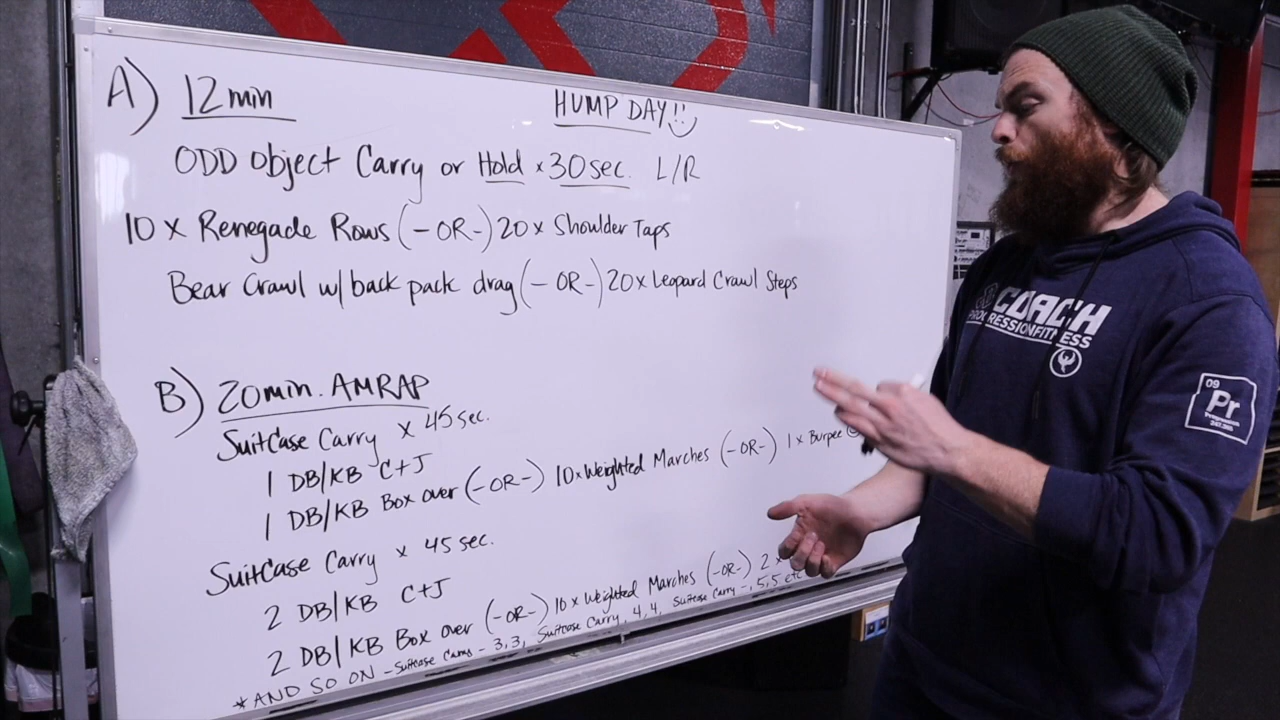 A) 12 min
HUMP DAY!
ODD Object Carry or Hold x 30 sec. L/R
10 x Renegade Rows (-OR-) 20 x Shoulder Taps
Bear Crawl w/ back pack drag (-OR-) 20 x Leopard Crawl Steps
B) 20 min. AMRAP
Suitcase Carry x 45 sec.
1 DB/KB C+J
1 DB/KB Box over (-OR-) 10 x Weighted Marches (-OR-) 1 x Burpee
Suitcase Carry x 45 sec.
2 DB/KB C+J
2 DB/KB Box over (-OR-) 10 x Weighted Marches (-OR-) 2 x
*AND SO ON - Suitcase Carry - 3,3, Suitcase Carry, 4,4, Suitcase Carry -, 5,5 etc
COACH
PROGRESSIONFITNESS
09
Pr